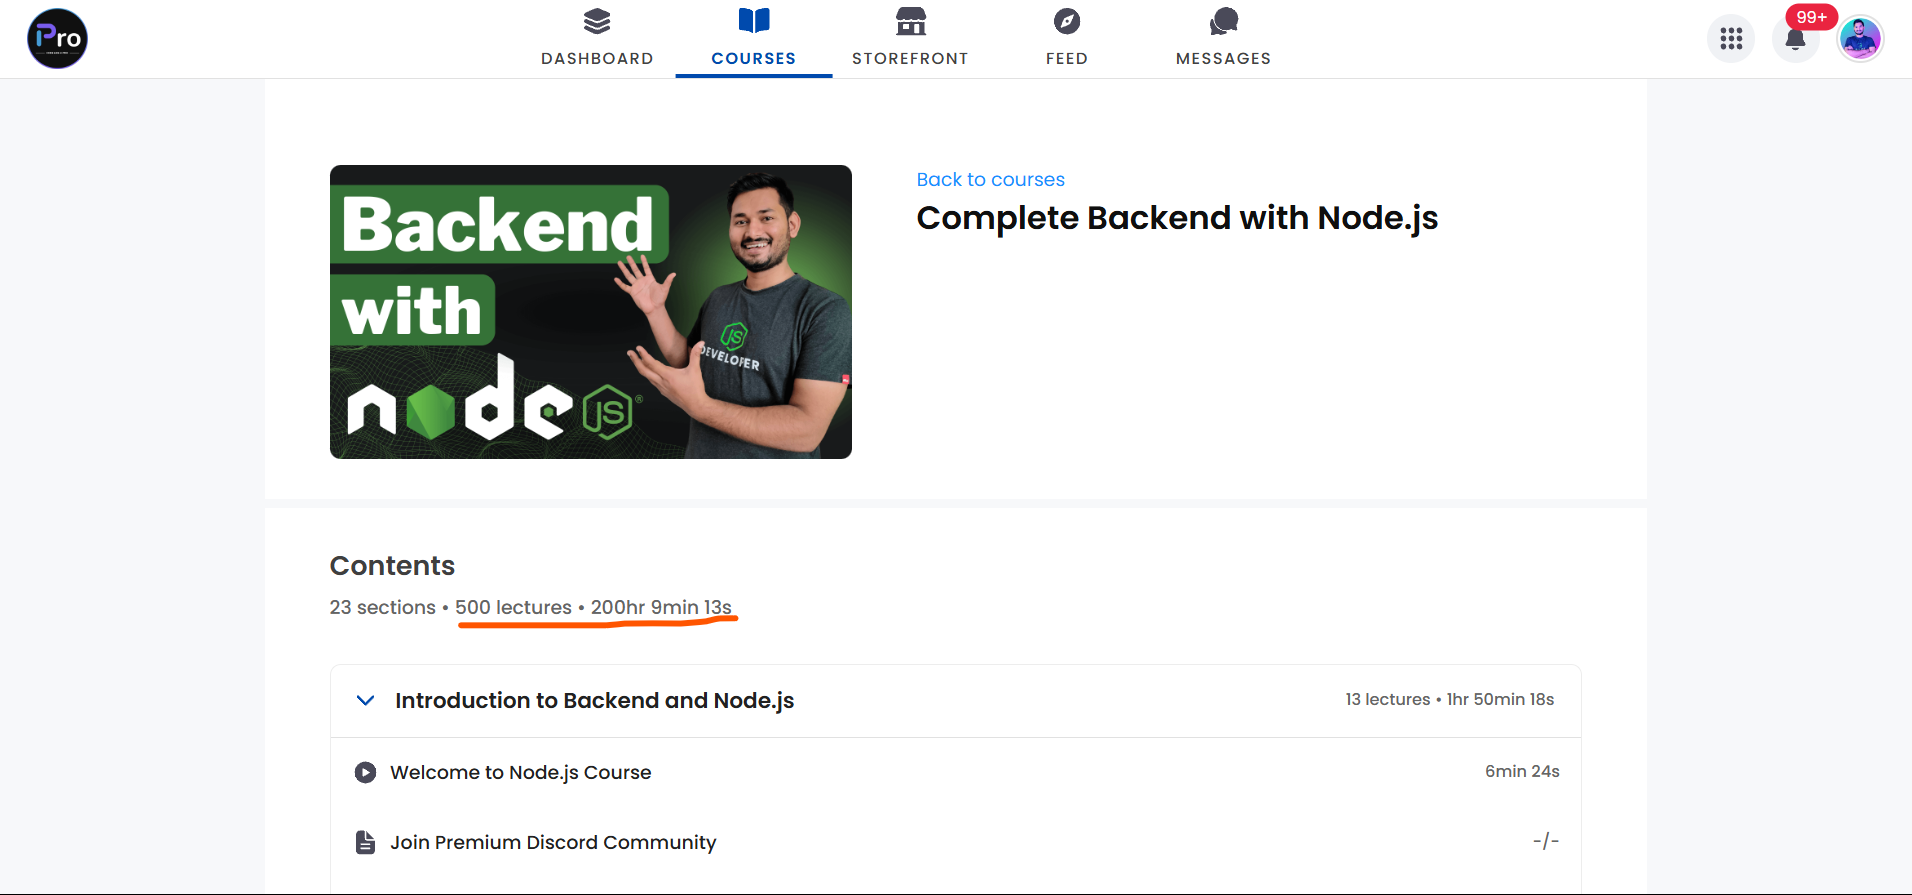 Pro
DASHBOARD
COURSES
STOREFRONT
FEED
MESSAGES
99+
Backend
with
node
JS
®
JS
DEVELOPER
Back to courses
Complete Backend with Node.js
Contents
23 sections • 500 lectures • 200hr 9min 13s
Introduction to Backend and Node.js
13 lectures • 1hr 50min 18s
Welcome to Node.js Course
6min 24s
Join Premium Discord Community
-/-